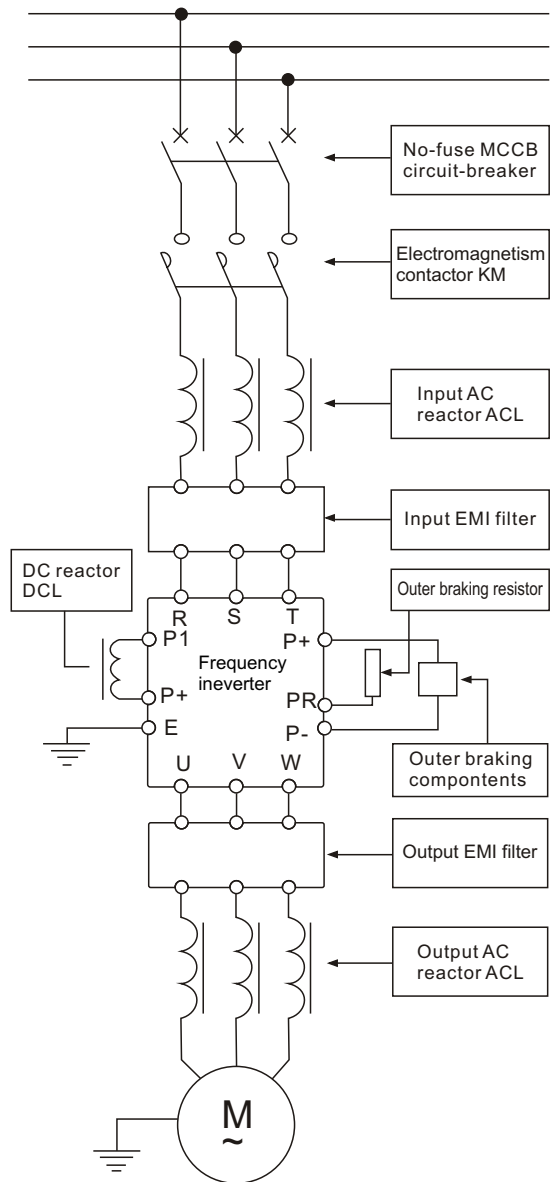 No-fuse MCCB
circuit-breaker
Electromagnetism
contactor KM
Input AC
reactor ACL
Input EMI filter
DC reactor
DCL
Outer braking resistor
R S T
P1
P+
Frequency
ineverter
P+
PR
E
P-
U V W
Outer braking
compontents
Output EMI filter
Output AC
reactor ACL
M
~